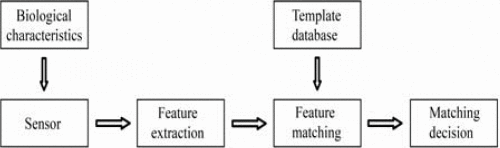 Biological
characteristics
Template
database
Sensor
Feature
extraction
Feature
matching
Matching
decision